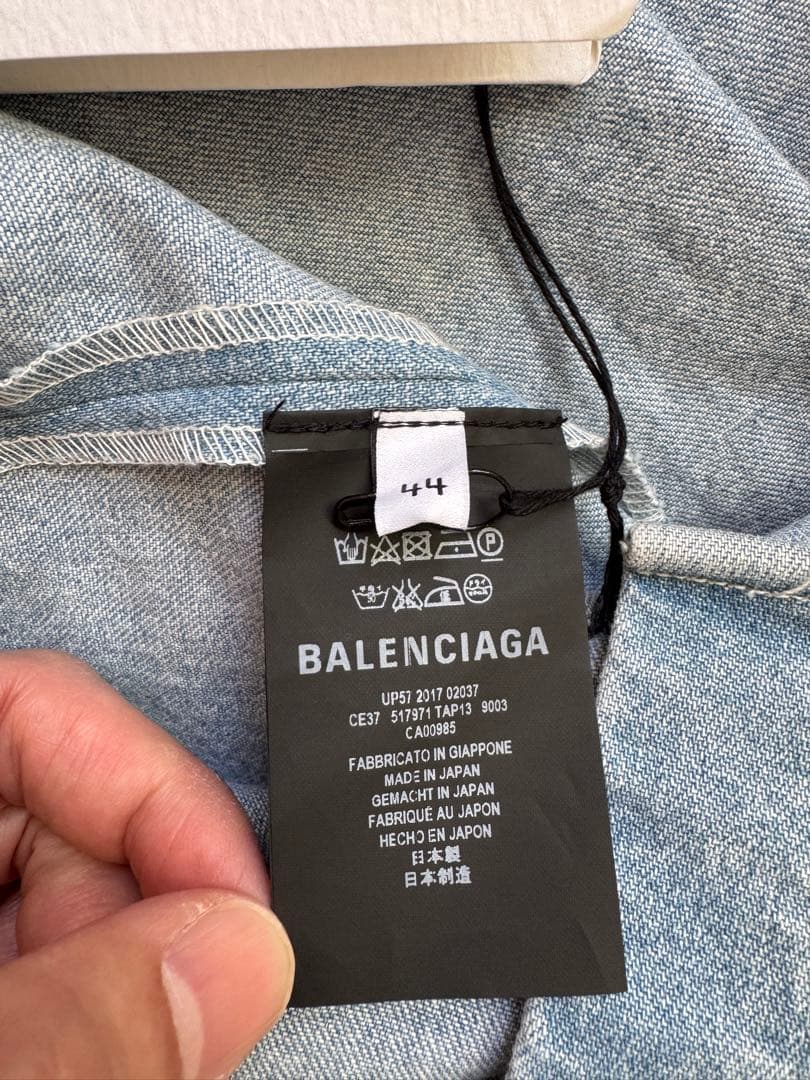 44
BALENCIAGA
UP57 2017 02037
CE37 517971 TAP13 9003
CA00985
FABBRICATO IN GIAPPONE
MADE IN JAPAN
GEMACHT IN JAPAN
FABRIQUÉ AU JAPON
HECHO EN JAPON
日本製
日本制造